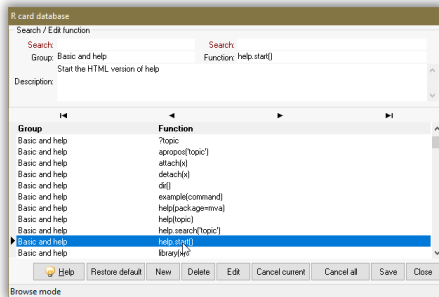 R card database
Search / Edit function
Search: Search:
Group: Basic and help Function: help.start()
Description: Start the HTML version of help
Group Function
Basic and help ?topic
Basic and help apropos('topic')
Basic and help attach(x)
Basic and help detach(x)
Basic and help dir()
Basic and help example(command)
Basic and help help(package=mva)
Basic and help help(topic)
Basic and help help.search('topic')
Basic and help help.start()
Basic and help
Help Restore default New Delete Edit Cancel current Cancel all Save Close
Browse mode